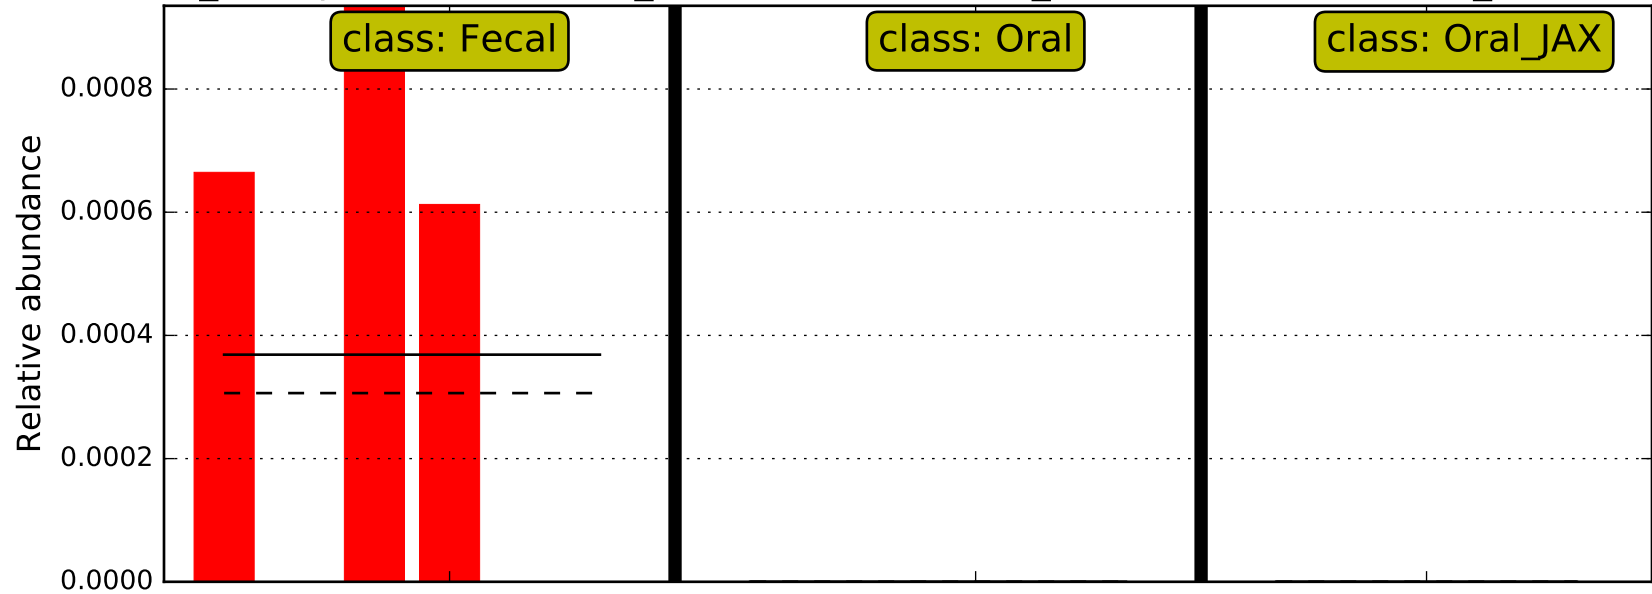 class: Fecal
class: Oral
class: Oral_JAX
Relative abundance
0.0008
0.0006
0.0004
0.0002
0.0000